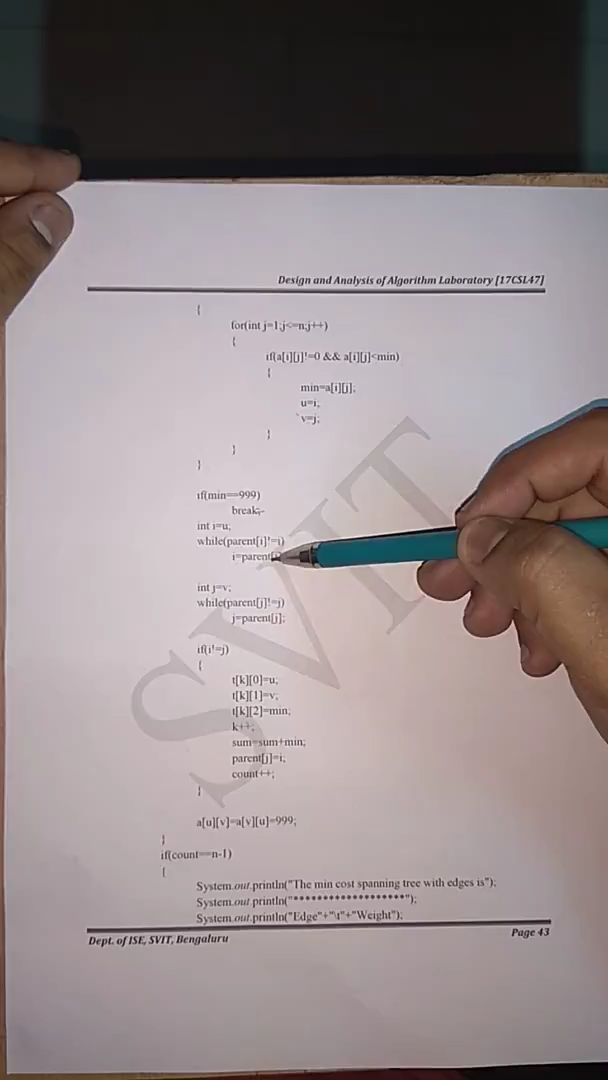 Design and Analysis of Algorithm Laboratory [17CSL47]
{
for(int j=1;j<=n;j++)
{
if(a[i][j]!=0 && a[i][j]<min)
{
min=a[i][j];
u=i;
v=j;
}
}
}
if(min==999)
break;
int i=u;
while(parent[i]!=i)
i=parent[
int j=v;
while(parent[j]!=j)
j=parent[j];
if(i!=j)
{
t[k][0]=u;
t[k][1]=v;
t[k][2]=min;
k++;
sum=sum+min;
parent[j]=i;
count++;
}
a[u][v]=a[v][u]=999;
}
if(count==n-1)
{
System.out.println("The min cost spanning tree with edges is");
System.out.println("********************");
System.out.println("Edge"+"\t"+"Weight");
SVIT
Dept. of ISE, SVIT, Bengaluru
Page 43